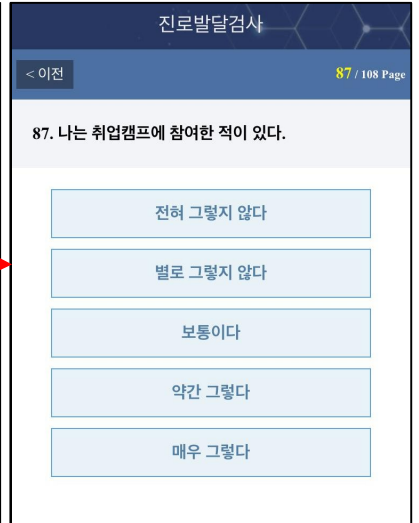 진로발달검사
< 이전
87 / 108 Page
87. 나는 취업캠프에 참여한 적이 있다.
전혀 그렇지 않다
별로 그렇지 않다
보통이다
약간 그렇다
매우 그렇다